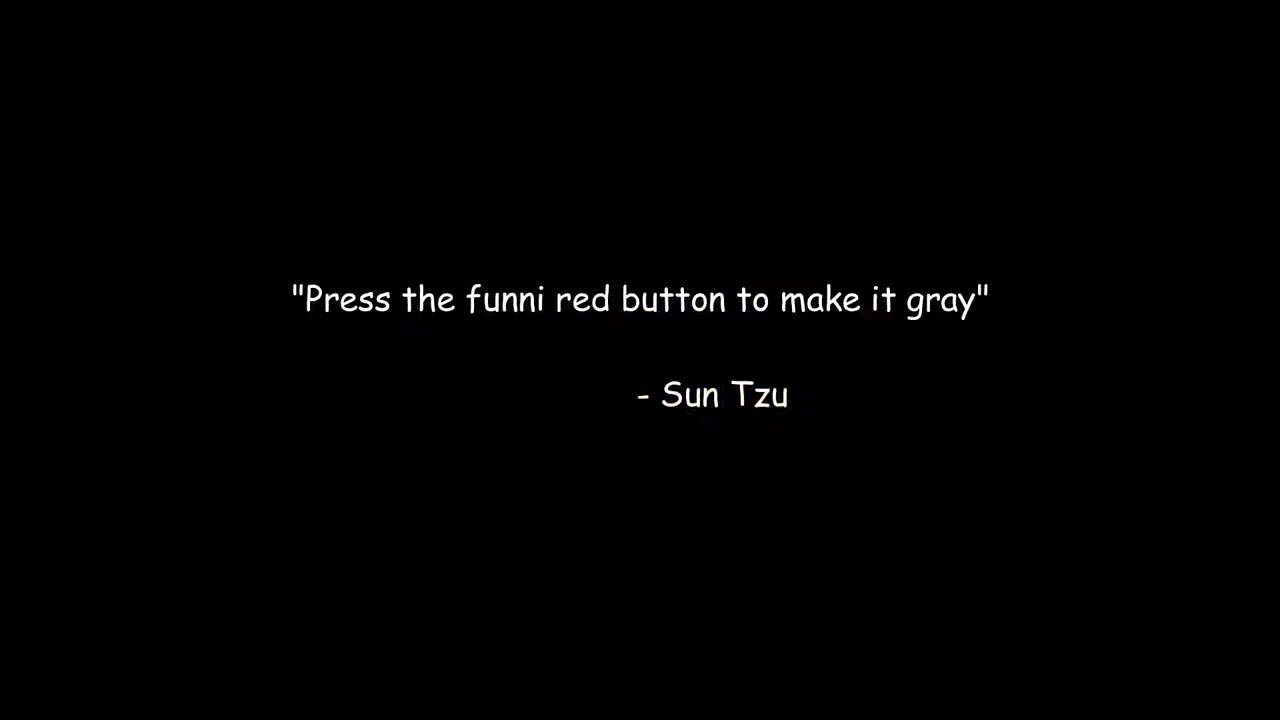 "Press the funni red button to make it gray"
- Sun Tzu